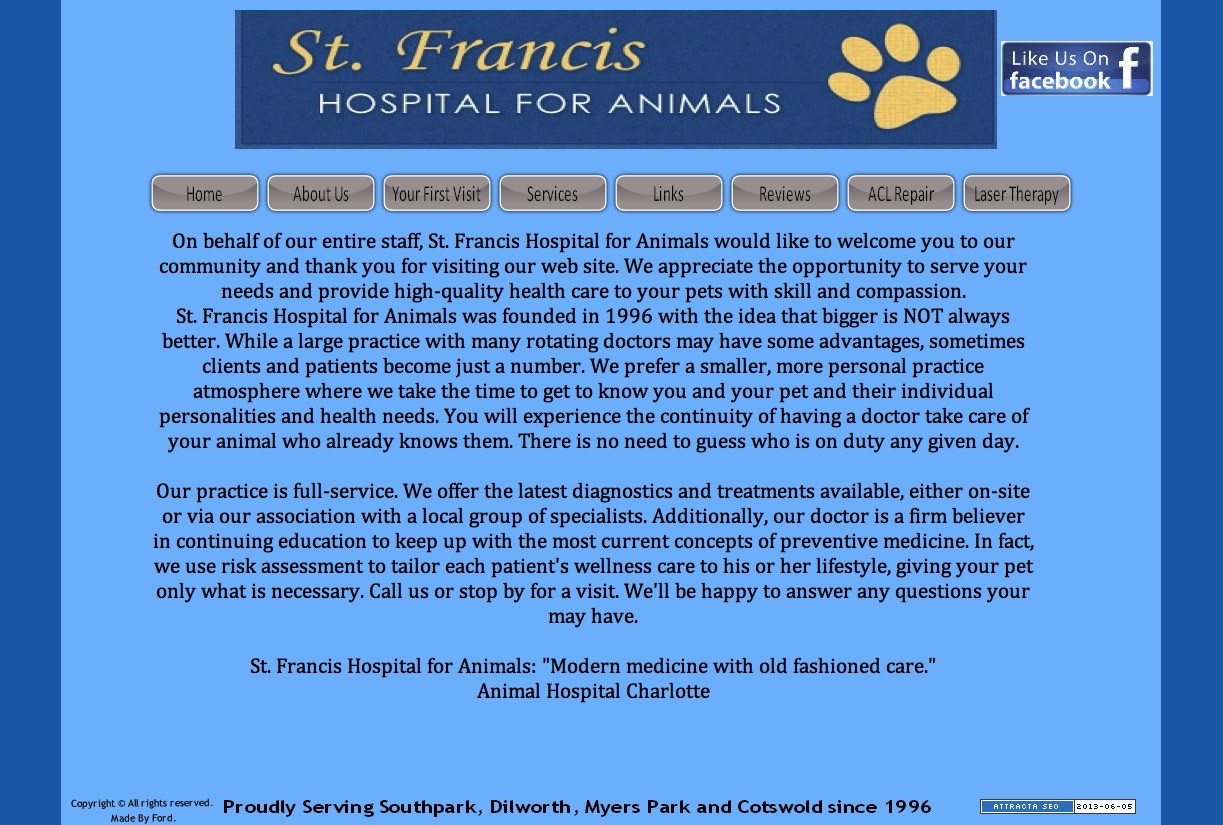 St. Francis
HOSPITAL FOR ANIMALS
Like Us On
facebook f
Home About Us Your First Visit Services Links Reviews ACL Repair Laser Therapy
On behalf of our entire staff, St. Francis Hospital for Animals would like to welcome you to our
community and thank you for visiting our web site. We appreciate the opportunity to serve your
needs and provide high-quality health care to your pets with skill and compassion.
St. Francis Hospital for Animals was founded in 1996 with the idea that bigger is NOT always
better. While a large practice with many rotating doctors may have some advantages, sometimes
clients and patients become just a number. We prefer a smaller, more personal practice
atmosphere where we take the time to get to know you and your pet and their individual
personalities and health needs. You will experience the continuity of having a doctor take care of
your animal who already knows them. There is no need to guess who is on duty any given day.
Our practice is full-service. We offer the latest diagnostics and treatments available, either on-site
or via our association with a local group of specialists. Additionally, our doctor is a firm believer
in continuing education to keep up with the most current concepts of preventive medicine. In fact,
we use risk assessment to tailor each patient's wellness care to his or her lifestyle, giving your pet
only what is necessary. Call us or stop by for a visit. We'll be happy to answer any questions your
may have.
St. Francis Hospital for Animals: "Modern medicine with old fashioned care."
Animal Hospital Charlotte
Copyright © All rights reserved.
Made By Ford.
Proudly Serving Southpark, Dilworth, Myers Park and Cotswold since 1996
ATTRACTA SEO 2013-06-05